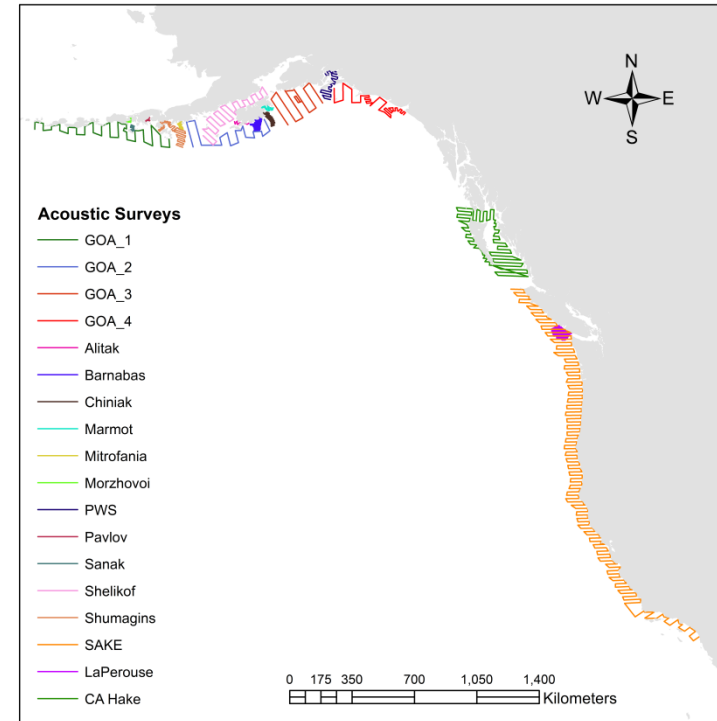 N
W E
S
Acoustic Surveys
GOA_1
GOA_2
GOA_3
GOA_4
Alitak
Barnabas
Chiniak
Marmot
Mitrofania
Morzhovoi
PWS
Pavlov
Sanak
Shelikof
Shumagins
SAKE
LaPerouse
CA Hake
0 175 350 700 1,050 1,400
Kilometers